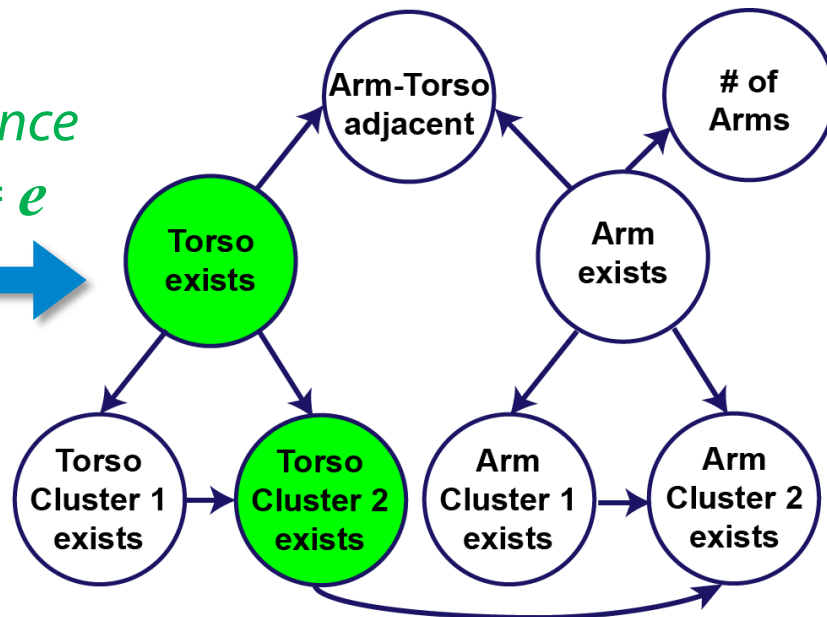 Arm-Torso
adjacent
# of
Arms
nce
= e
Torso
exists
Arm
exists
Torso
Cluster 1
exists
Torso
Cluster 2
exists
Arm
Cluster 1
exists
Arm
Cluster 2
exists